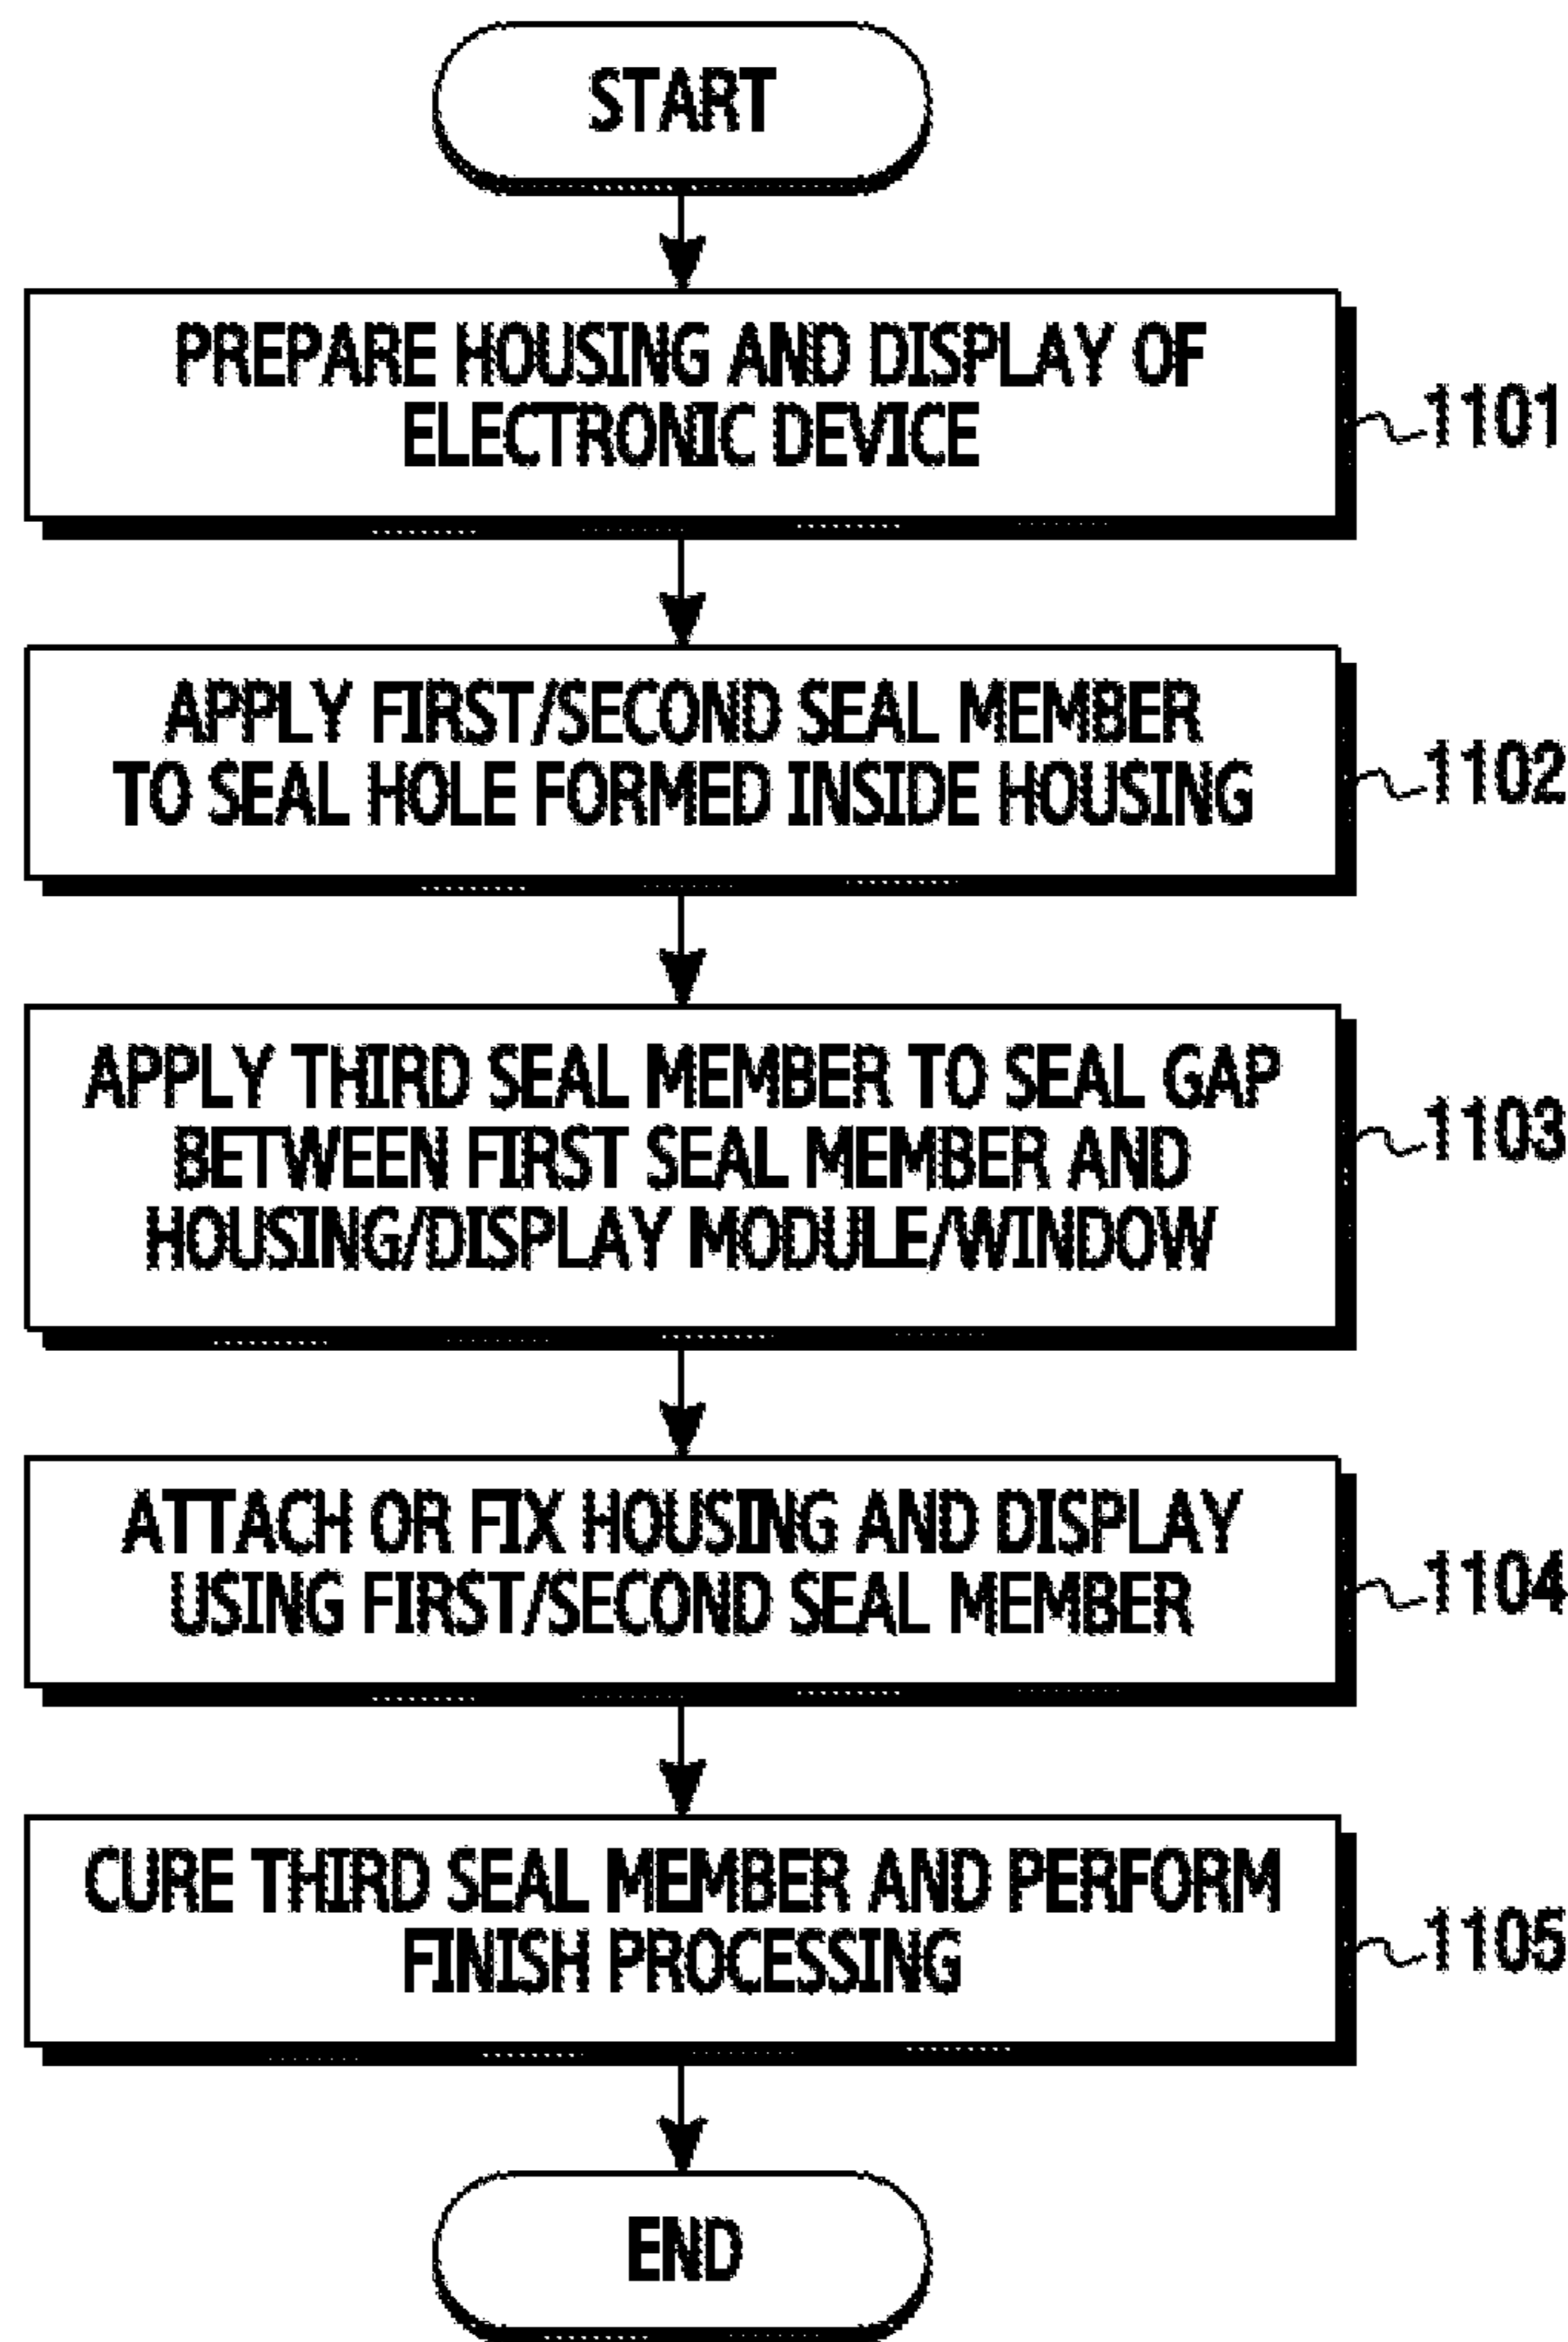 START
PREPARE HOUSING AND DISPLAY OF
ELECTRONIC DEVICE
1101
APPLY FIRST/SECOND SEAL MEMBER
TO SEAL HOLE FORMED INSIDE HOUSING
1102
APPLY THIRD SEAL MEMBER TO SEAL GAP
BETWEEN FIRST SEAL MEMBER AND
HOUSING/DISPLAY MODULE/WINDOW
1103
ATTACH OR FIX HOUSING AND DISPLAY
USING FIRST/SECOND SEAL MEMBER
1104
CURE THIRD SEAL MEMBER AND PERFORM
FINISH PROCESSING
1105
END